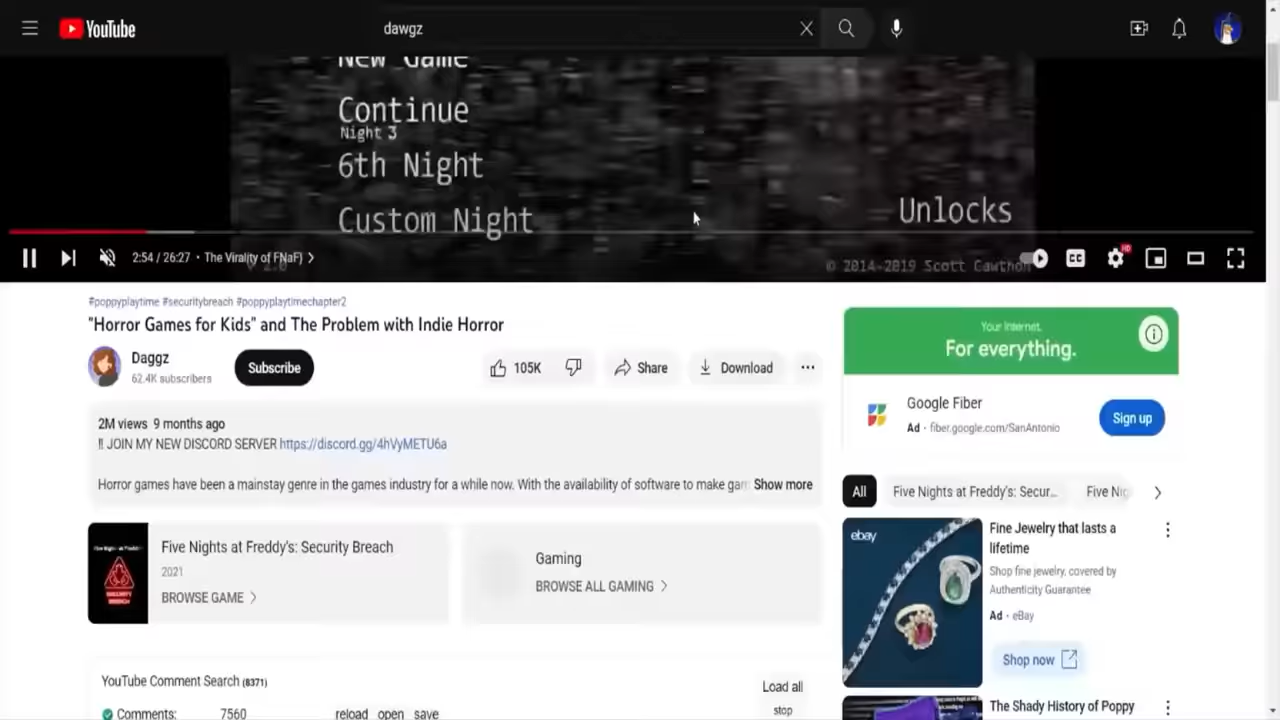 YouTube
dawgz
New Game
Continue
Night 3
6th Night
Custom Night
Unlocks
2:54 / 26:27 • The Virality of FNaF)
CC
HD
© 2014-2019 Scott Cawthon
#poppyplaytime #securitybreach #poppyplaytimechapter2
"Horror Games for Kids" and The Problem with Indie Horror
Daggz
62.4K subscribers
Subscribe
105K
Share
Download
2M views 9 months ago
‼ JOIN MY NEW DISCORD SERVER https://discord.gg/4hVyMETU6a
Horror games have been a mainstay genre in the games industry for a while now. With the availability of software to make gam
Show more
Five Nights at Freddy's: Security Breach
2021
BROWSE GAME
Gaming
BROWSE ALL GAMING
YouTube Comment Search (8371)
Load all
stop
Comments:
reload open save
Your Internet.
For everything.
Google Fiber
Ad · fiber.google.com/SanAntonio
Sign up
All
Five Nights at Freddy's: Secur...
Five Nig
ebay
Fine Jewelry that lasts a
lifetime
Shop fine jewelry, covered by
Authenticity Guarantee
Ad · eBay
Shop now
The Shady History of Poppy